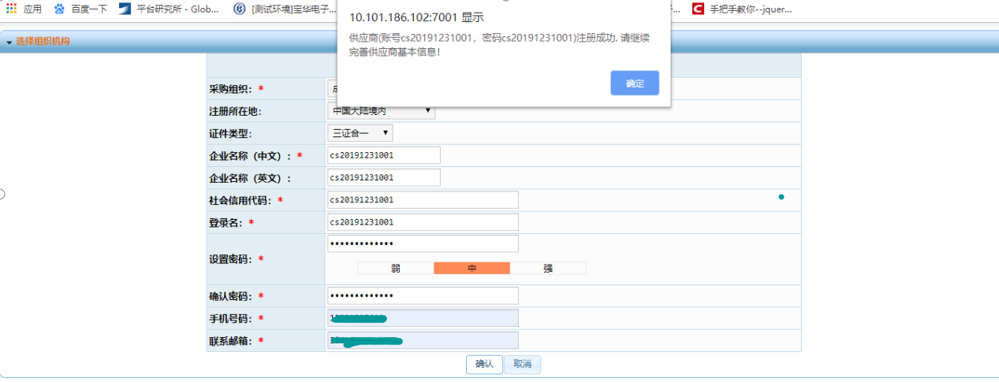 应用 百度一下 平台研究所 - Glob... [测试环境]宝华电子... 手把手教你--jquer...
10.101.186.102:7001 显示
供应商(账号cs20191231001，密码cs20191231001)注册成功, 请继续
完善供应商基本信息!
确定
选择组织机构
采购组织：*
注册所在地： 中国大陆境内
证件类型： 三证合一
企业名称（中文）：* cs20191231001
企业名称（英文）： cs20191231001
社会信用代码：* cs20191231001
登录名：* cs20191231001
设置密码：* •••••••••••••
弱 中 强
确认密码：* •••••••••••••
手机号码：*
联系邮箱：*
确认 取消